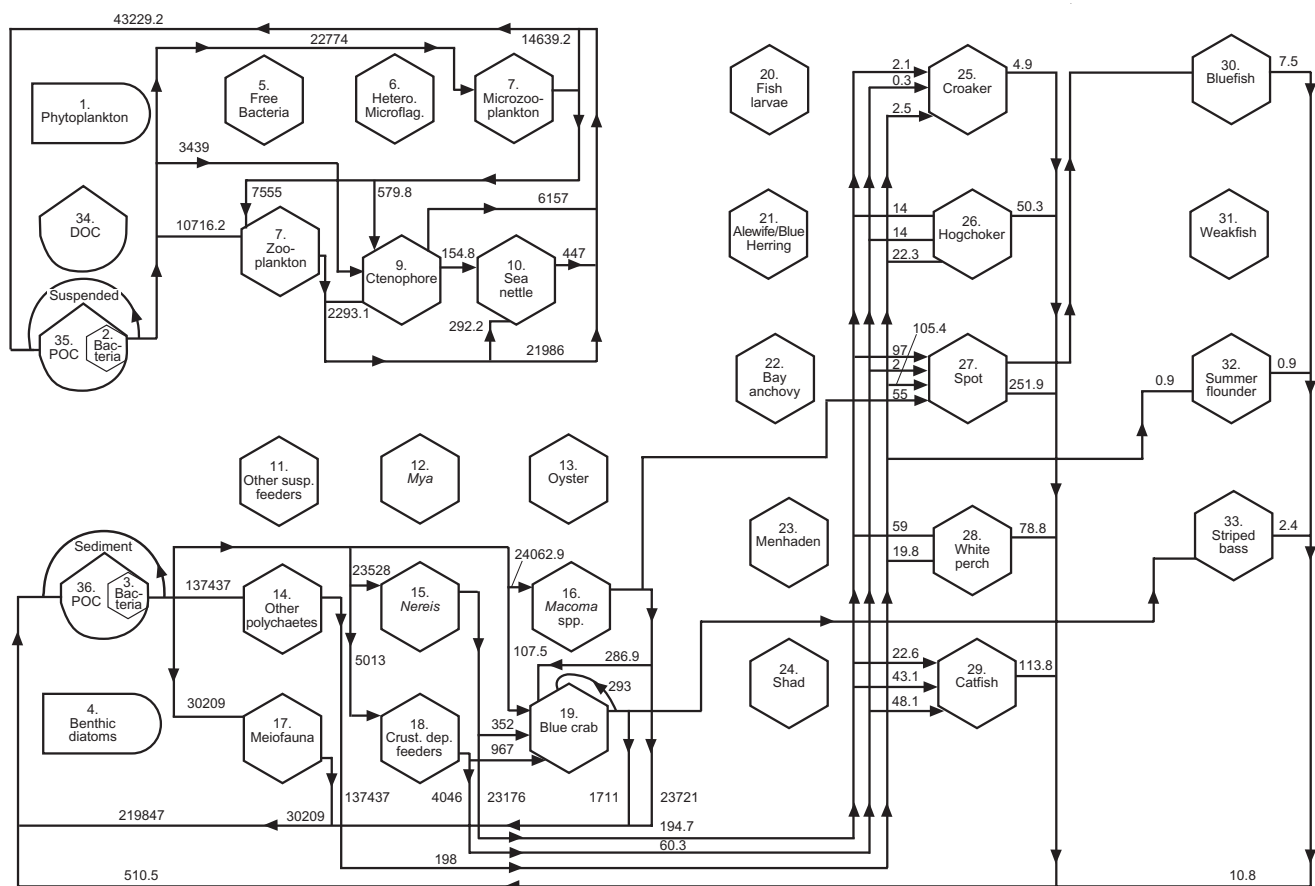 43229.2
14639.2
22774
1.
Phytoplankton
5.
Free
Bacteria
6.
Hetero.
Microflag.
7.
Microzoo-
plankton
3439
7555
579.8
6157
34.
DOC
10716.2
7.
Zoo-
plankton
9.
Ctenophore
154.8
10.
Sea
nettle
447
Suspended
35.
POC
2.
Bac-
teria
2293.1
292.2
21986
20.
Fish
larvae
2.1
0.3
2.5
25.
Croaker
4.9
30.
Bluefish
7.5
21.
Alewife/Blue
Herring
14
14
22.3
26.
Hogchoker
50.3
31.
Weakfish
22.
Bay
anchovy
105.4
97
2
55
27.
Spot
251.9
0.9
32.
Summer
flounder
0.9
11.
Other susp.
feeders
12.
Mya
13.
Oyster
23.
Menhaden
59
19.8
28.
White
perch
78.8
33.
Striped
bass
2.4
Sediment
36.
POC
3.
Bac-
teria
137437
14.
Other
polychaetes
23528
15.
Nereis
24062.9
16.
Macoma
spp.
5013
107.5
286.9
293
24.
Shad
22.6
43.1
48.1
29.
Catfish
113.8
4.
Benthic
diatoms
30209
17.
Meiofauna
18.
Crust. dep.
feeders
352
967
19.
Blue crab
137437
4046
23176
1711
23721
219847
30209
194.7
60.3
198
510.5
10.8